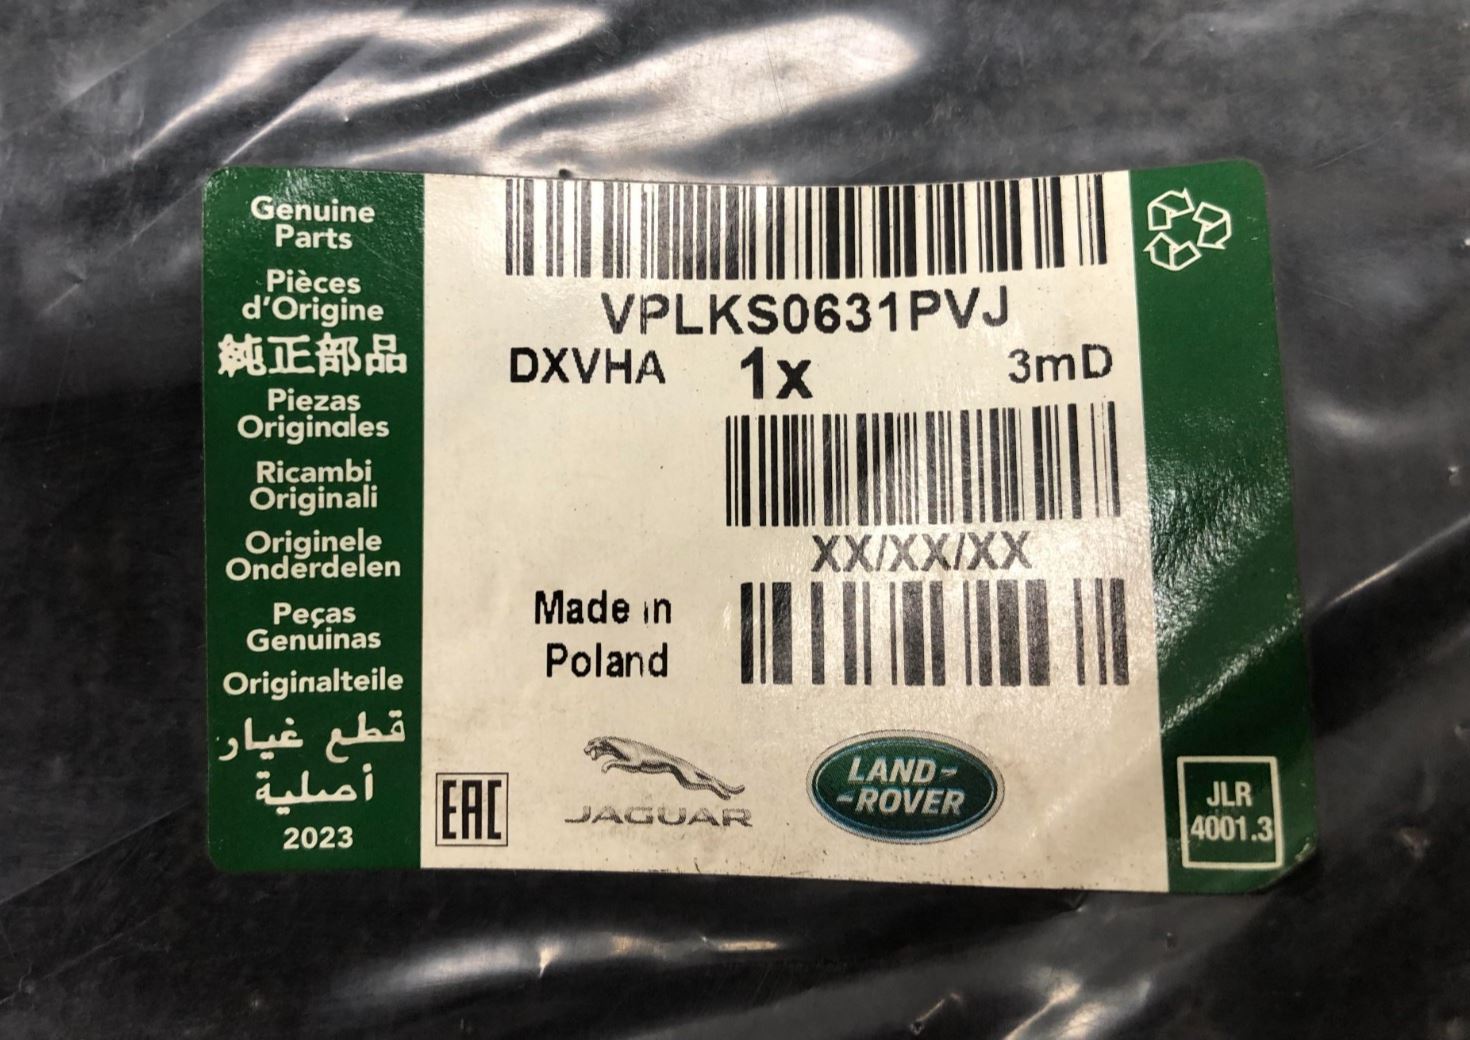 Genuine
Parts
Pièces
d'Origine
純正部品
Piezas
Originales
Ricambi
Originali
Originele
Onderdelen
Peças
Genuinas
Originalteile
قطع غيار
أصلية
2023
VPLKS0631PVJ
DXVHA 1x 3mD
XX/XX/XX
Made in
Poland
EAC
JAGUAR
LAND-
-ROVER
JLR
4001.3